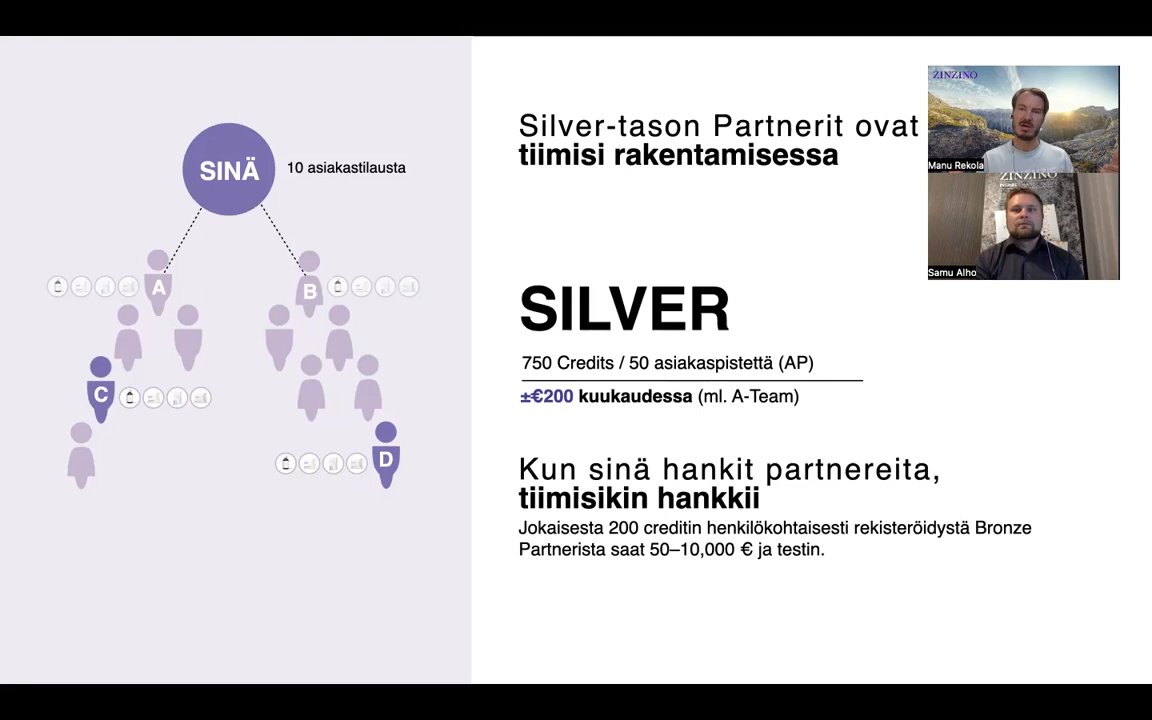 SINÄ
10 asiakastilausta
A
B
C
D
Silver-tason Partnerit ovat
tiimisi rakentamisessa
SILVER
750 Credits / 50 asiakaspistettä (AP)
±€200 kuukaudessa (ml. A-Team)
Kun sinä hankit partnereita,
tiimisikin hankkii
Jokaisesta 200 creditin henkilökohtaisesti rekisteröidystä Bronze
Partnerista saat 50–10,000 € ja testin.
ZINZINO
Manu Rekola
ZINZINO
Samu Alho